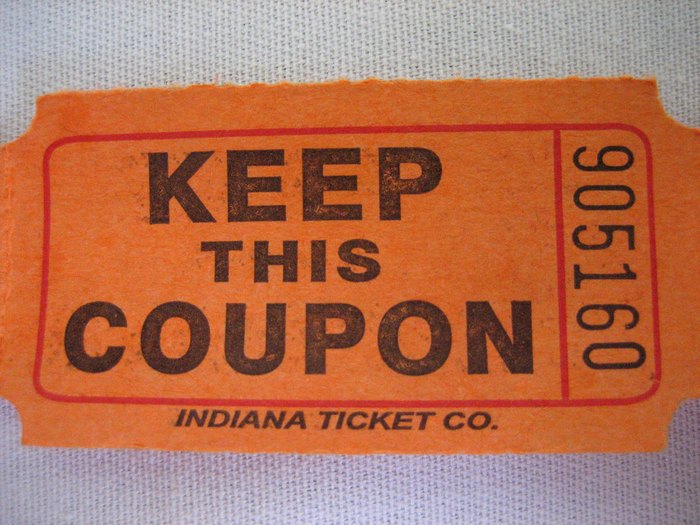 KEEP
THIS
COUPON
905160
INDIANA TICKET CO.